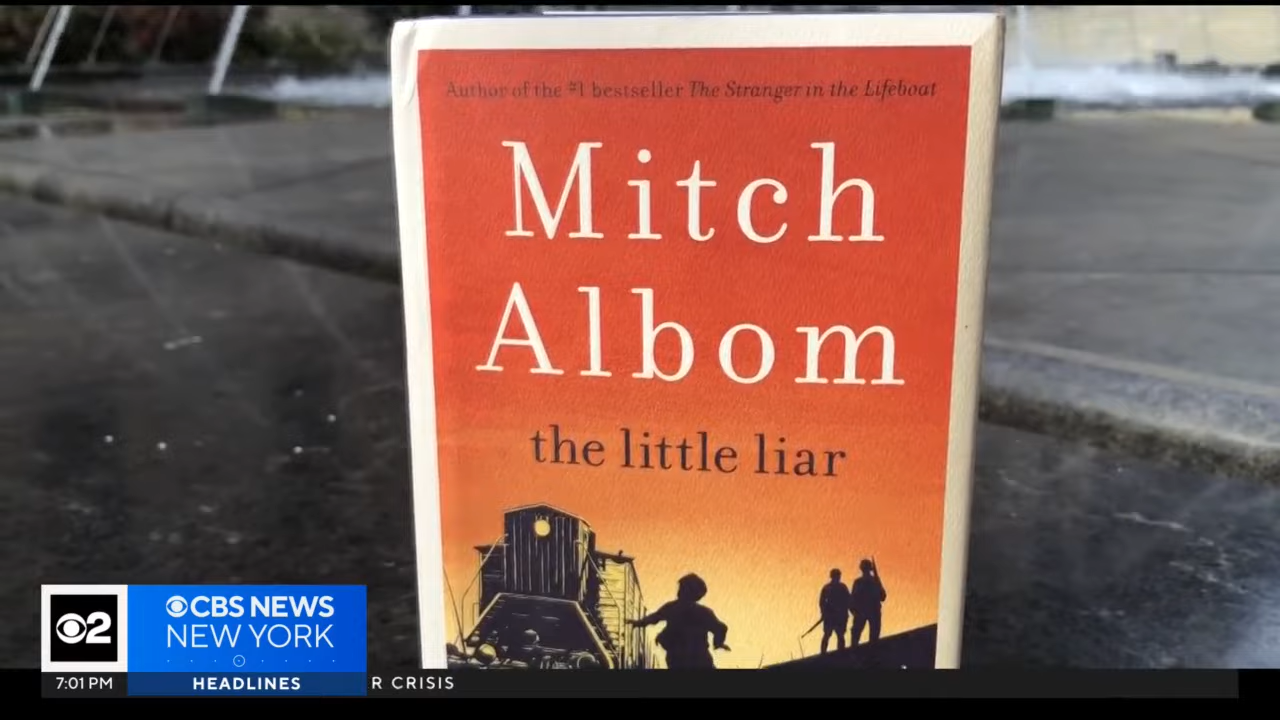 Author of the #1 bestseller The Stranger in the Lifeboat
Mitch
Albom
the little liar
2
CBS NEWS
NEW YORK
7:01 PM
HEADLINES
R CRISIS